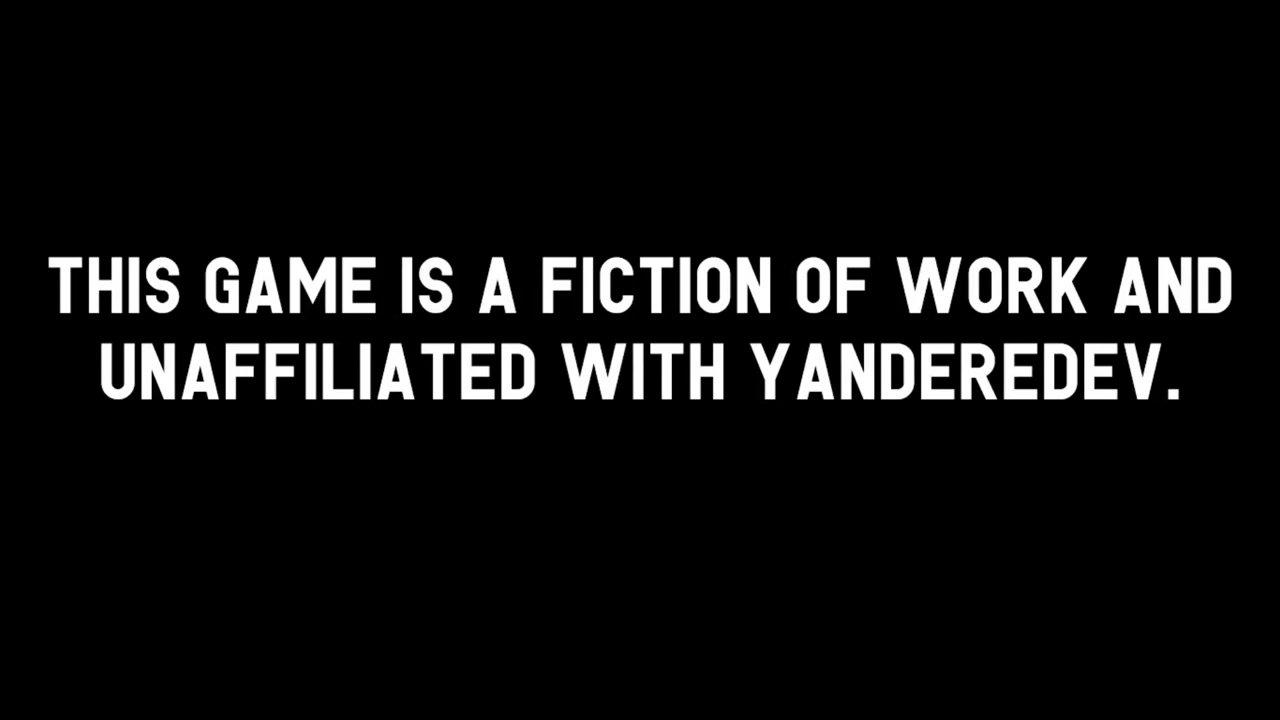 THIS GAME IS A FICTION OF WORK AND
UNAFFILIATED WITH YANDEREDEV.